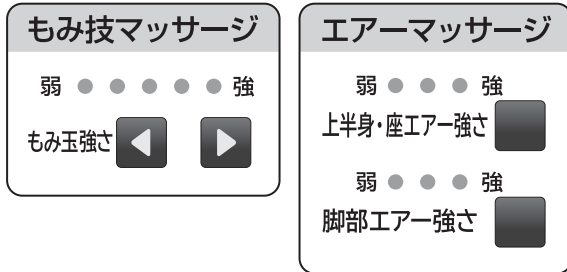 もみ技マッサージ
弱 強
もみ玉強さ
エアーマッサージ
弱 強
上半身・座エアー強さ
弱 強
脚部エアー強さ